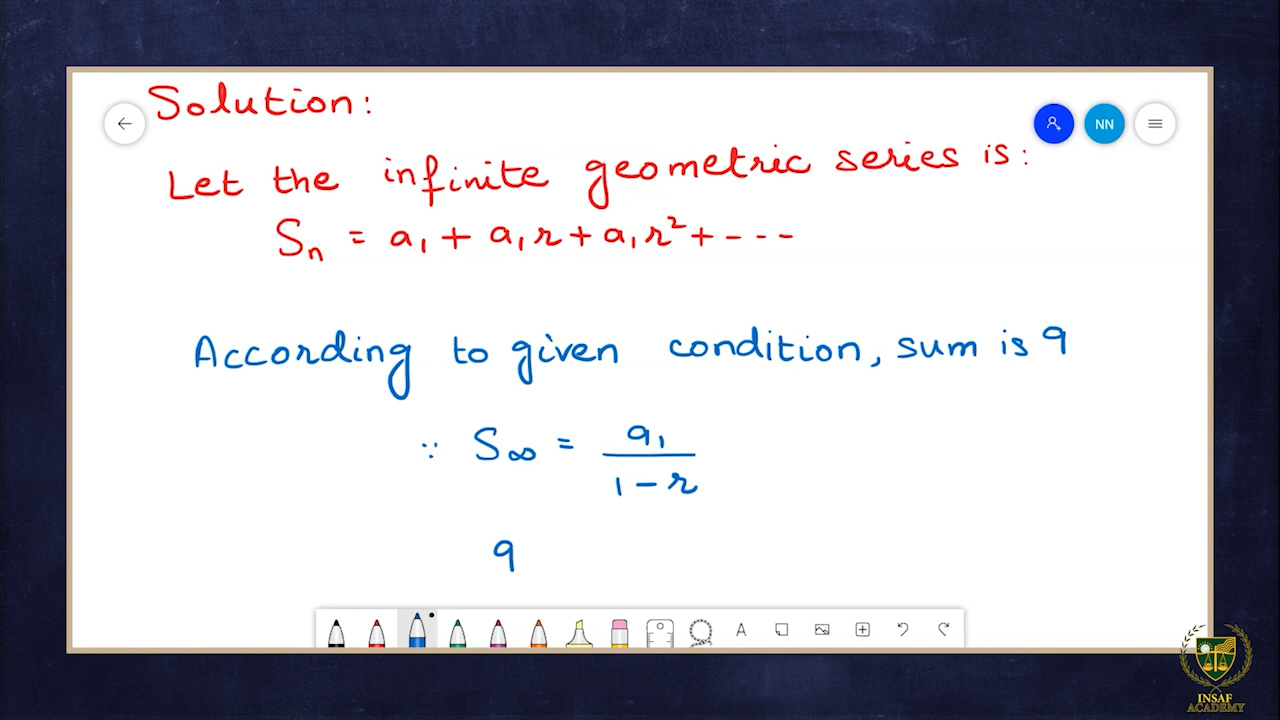 Solution:
NN
Let the infinite geometric series is:
Sₙ = a₁ + a₁r + a₁r² + - - -
According to given condition, sum is 9
∵ S∞ = a₁ / 1 - r
9
A
INSAF
ACADEMY